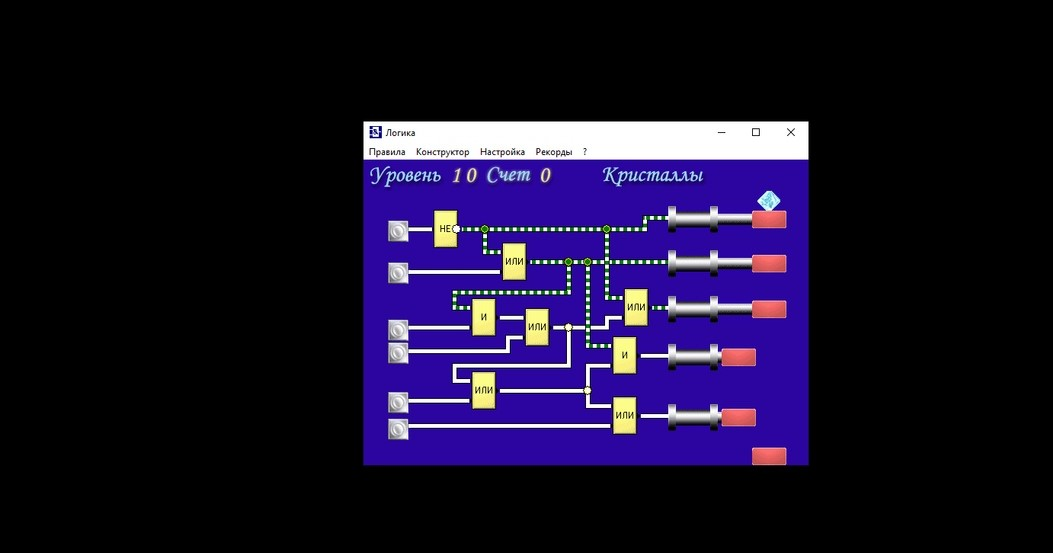 Логика
Правила Конструктор Настройка Рекорды ?
Уровень 10 Счет 0 Кристаллы
НЕ
ИЛИ
И
ИЛИ
ИЛИ
И
ИЛИ
ИЛИ